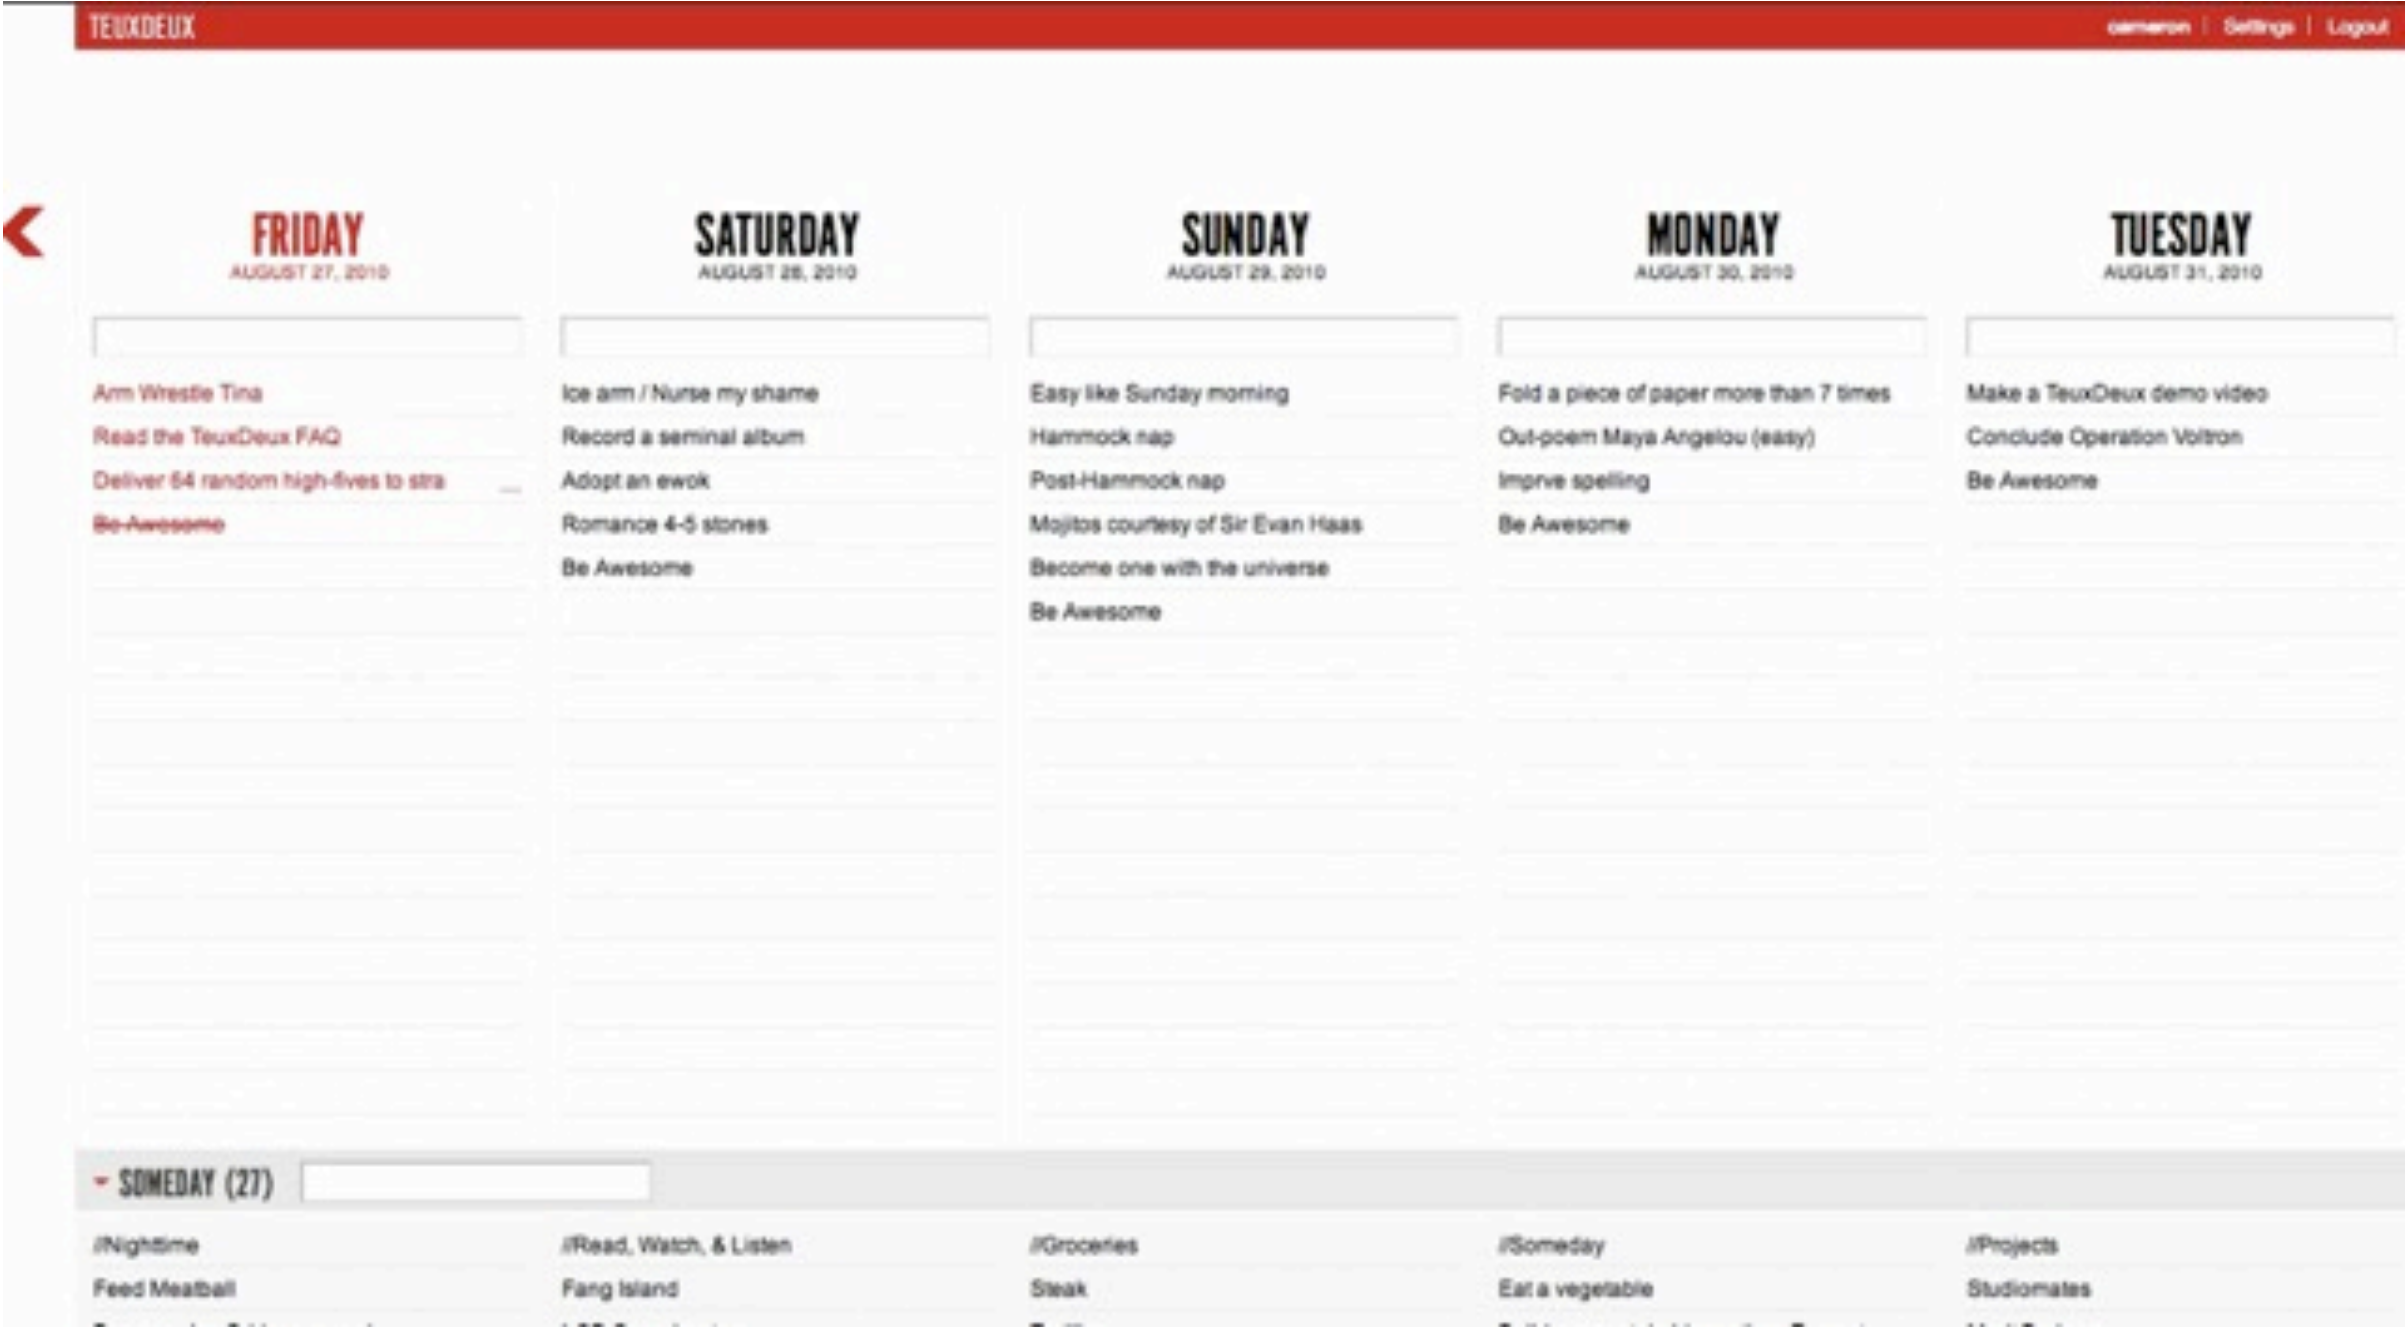 TEUXDEUX
cameron | Settings | Logout
FRIDAY
AUGUST 27, 2010
Arm Wrestle Tina
Read the TeuxDeux FAQ
Deliver 64 random high-fives to stra
Be Awesome
SATURDAY
AUGUST 28, 2010
Ice arm / Nurse my shame
Record a seminal album
Adopt an ewok
Romance 4-5 stones
Be Awesome
SUNDAY
AUGUST 29, 2010
Easy like Sunday morning
Hammock nap
Post-Hammock nap
Mojitos courtesy of Sir Evan Haas
Become one with the universe
Be Awesome
MONDAY
AUGUST 30, 2010
Fold a piece of paper more than 7 times
Out-poem Maya Angelou (easy)
Imprve spelling
Be Awesome
TUESDAY
AUGUST 31, 2010
Make a TeuxDeux demo video
Conclude Operation Voltron
Be Awesome
SOMEDAY (27)
//Nighttime
Feed Meatball
//Read, Watch, & Listen
Fang Island
//Groceries
Steak
//Someday
Eat a vegetable
//Projects
Studiomates